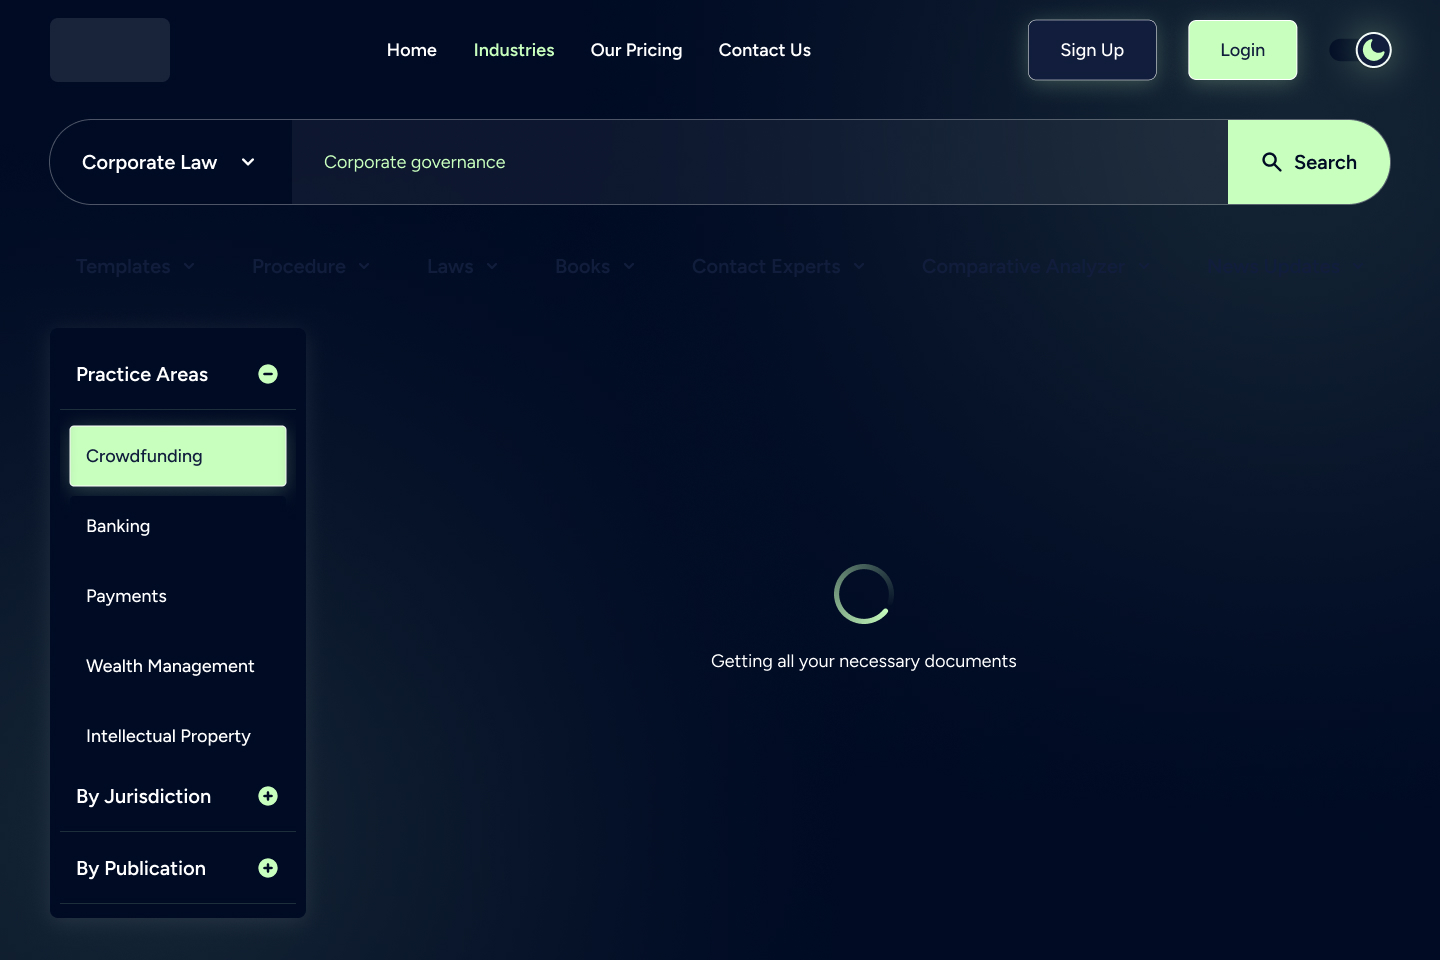 Home Industries Our Pricing Contact Us Sign Up Login
Corporate Law Corporate governance Search
Templates Procedure Laws Books Contact Experts Comparative Analyzer
Practice Areas
Crowdfunding
Banking
Payments
Wealth Management
Intellectual Property
By Jurisdiction
By Publication
Getting all your necessary documents